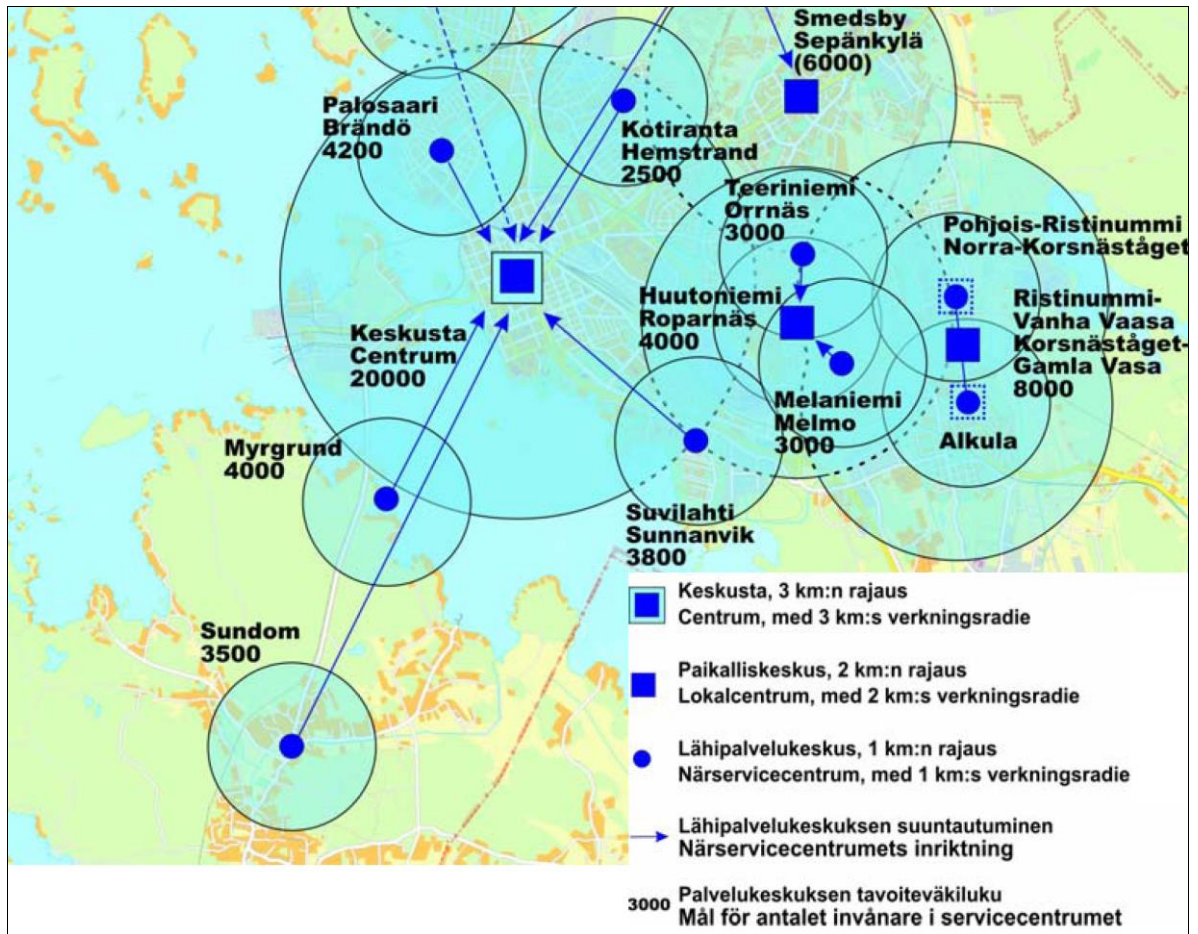 Smedsby
Sepänkylä
(6000)
Palosaari
Brändö
4200
Kotiranta
Hemstrand
2500
Teeriniemi
Orrnäs
3000
Pohjois-Ristinummi
Norra-Korsnäståget
Huutoniemi
Roparnäs
4000
Ristinummi-
Vanha Vaasa
Korsnäståget-
Gamla Vasa
8000
Keskusta
Centrum
20000
Melaniemi
Melmo
3000
Alkula
Myrgrund
4000
Suvilahti
Sunnanvik
3800
Sundom
3500
Keskusta, 3 km:n rajaus
Centrum, med 3 km:s verkningsradie
Paikalliskeskus, 2 km:n rajaus
Lokalcentrum, med 2 km:s verkningsradie
Lähipalvelukeskus, 1 km:n rajaus
Närservicecentrum, med 1 km:s verkningsradie
Lähipalvelukeskuksen suuntautuminen
Närservicecentrumets inriktning
3000 Palvelukeskuksen tavoiteväkiluku
Mål för antalet invånare i servicecentrumet